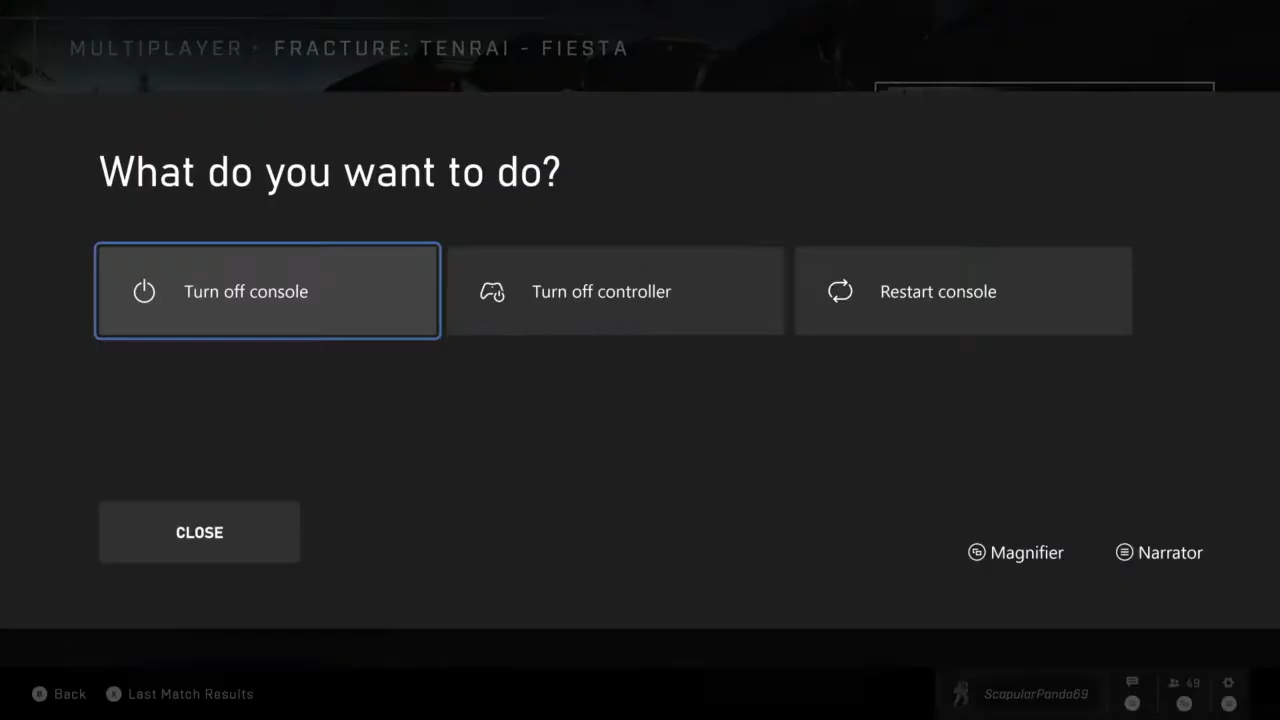 MULTIPLAYER · FRACTURE: TENRAI - FIESTA
What do you want to do?
Turn off console
Turn off controller
Restart console
CLOSE
Magnifier
Narrator
Back
Last Match Results
ScapularPanda69
49